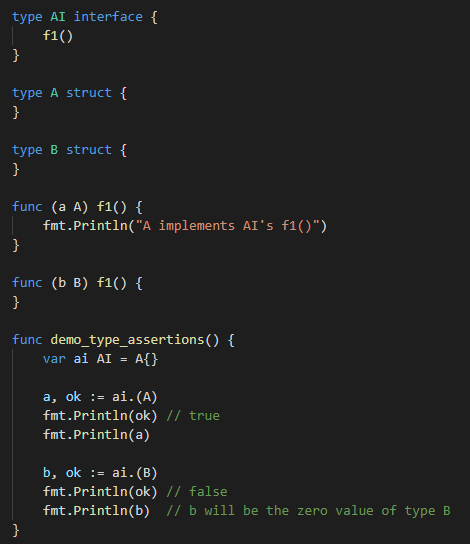 type AI interface {
    f1()
}

type A struct {
}

type B struct {
}

func (a A) f1() {
    fmt.Println("A implements AI's f1()")
}

func (b B) f1() {
}

func demo_type_assertions() {
    var ai AI = A{}

    a, ok := ai.(A)
    fmt.Println(ok) // true
    fmt.Println(a)

    b, ok := ai.(B)
    fmt.Println(ok) // false
    fmt.Println(b)  // b will be the zero value of type B
}